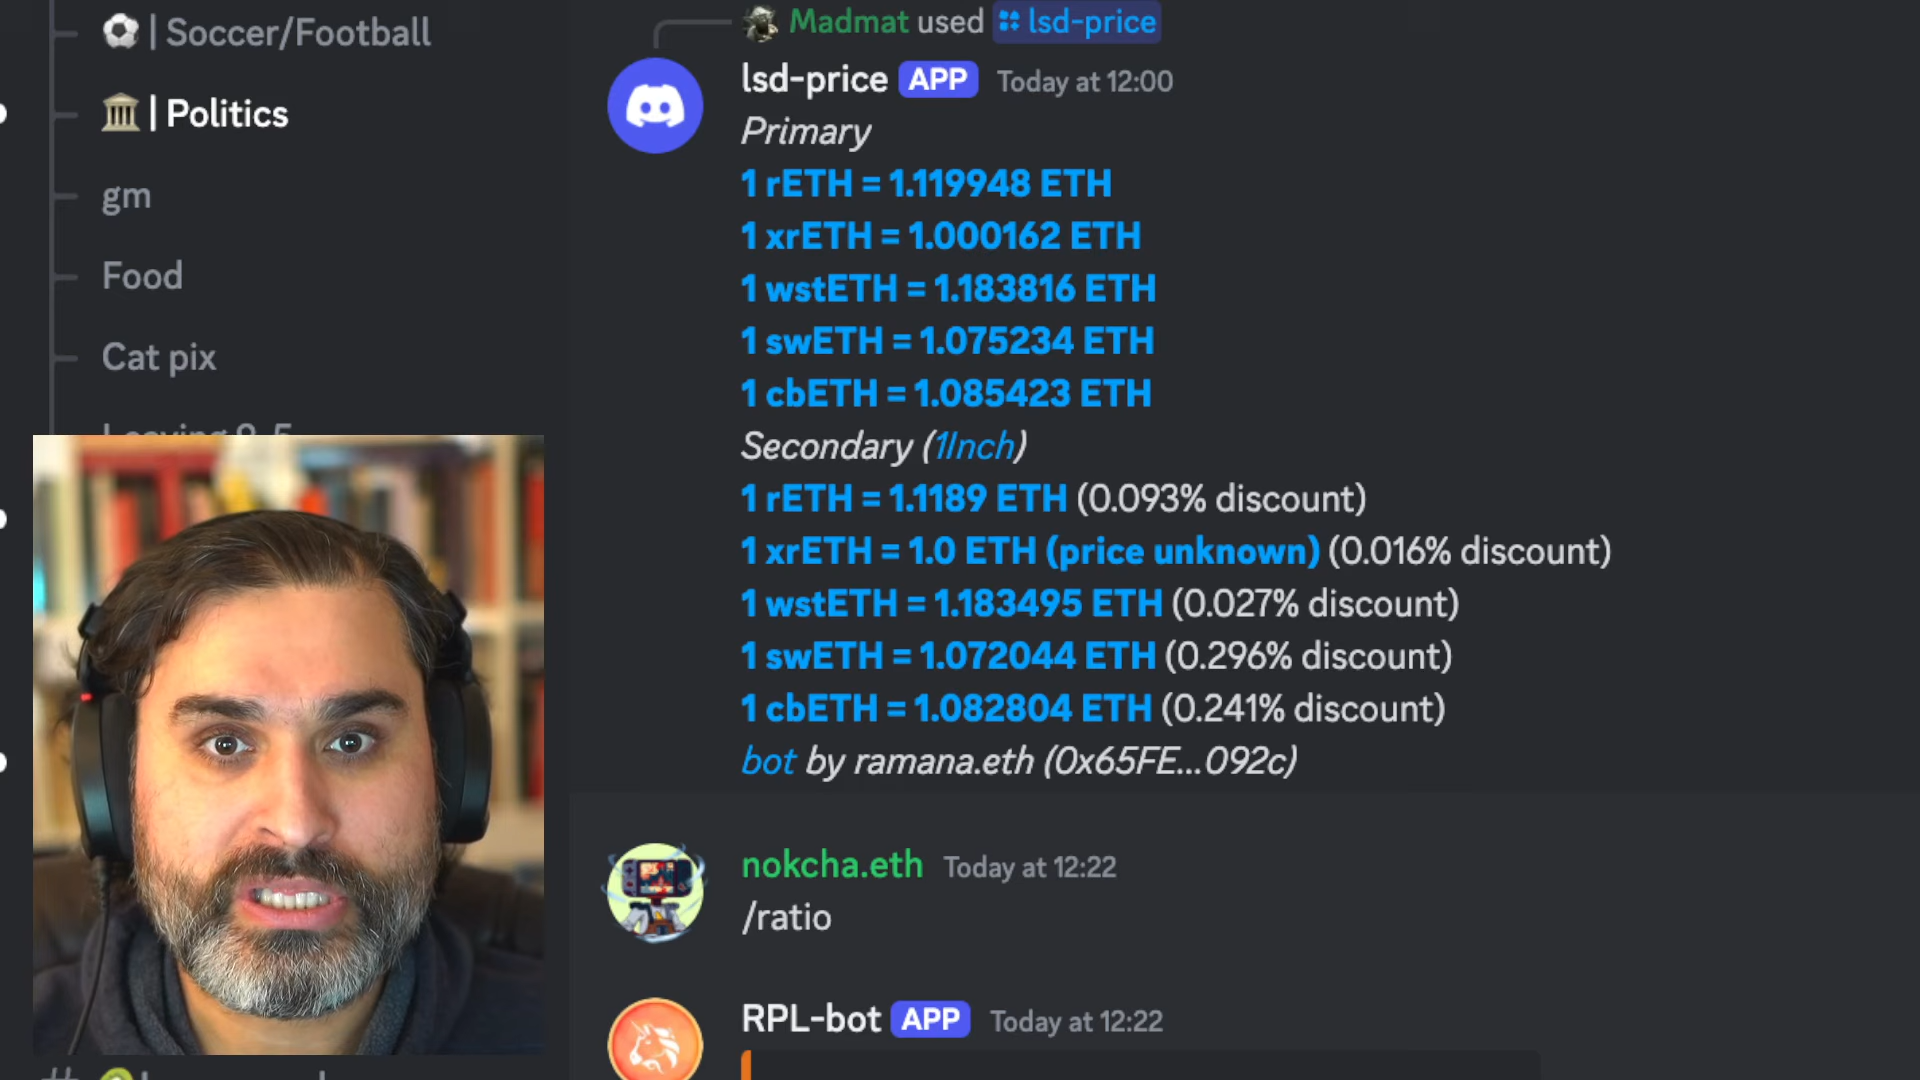 | Soccer/Football
| Politics
gm
Food
Cat pix
Leaving 9-5
Madmat used lsd-price
lsd-price APP Today at 12:00
Primary
1 rETH = 1.119948 ETH
1 xrETH = 1.000162 ETH
1 wstETH = 1.183816 ETH
1 swETH = 1.075234 ETH
1 cbETH = 1.085423 ETH
Secondary (1Inch)
1 rETH = 1.1189 ETH (0.093% discount)
1 xrETH = 1.0 ETH (price unknown) (0.016% discount)
1 wstETH = 1.183495 ETH (0.027% discount)
1 swETH = 1.072044 ETH (0.296% discount)
1 cbETH = 1.082804 ETH (0.241% discount)
bot by ramana.eth (0x65FE...092c)
nokcha.eth Today at 12:22
/ratio
RPL-bot APP Today at 12:22